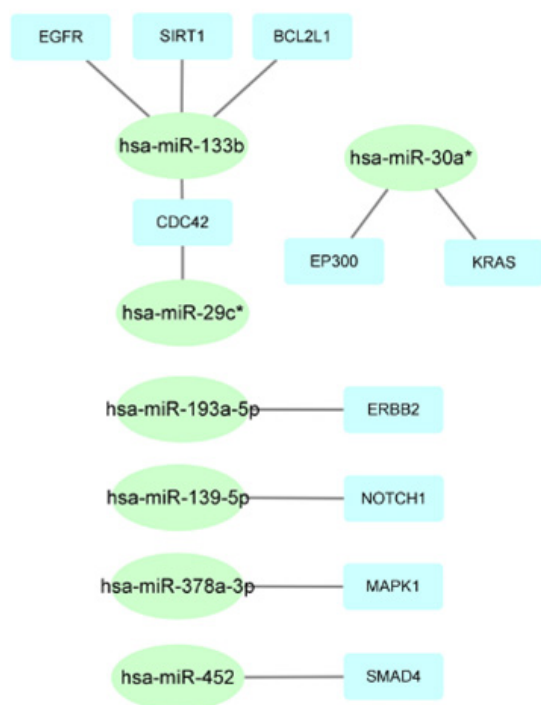 EGFR
SIRT1
BCL2L1
hsa-miR-133b
hsa-miR-30a*
CDC42
EP300
KRAS
hsa-miR-29c*
hsa-miR-193a-5p
ERBB2
hsa-miR-139-5p
NOTCH1
hsa-miR-378a-3p
MAPK1
hsa-miR-452
SMAD4